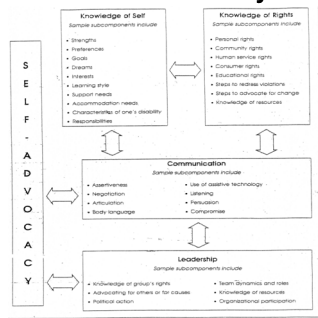 SELF-ADVOCACY
Knowledge of Self
Sample subcomponents include
• Strengths
• Preferences
• Goals
• Dreams
• Interests
• Learning style
• Support needs
• Accommodation needs
• Characteristics of one's disability
• Responsibilities
Knowledge of Rights
Sample subcomponents include
• Personal rights
• Community rights
• Human service rights
• Consumer rights
• Educational rights
• Steps to redress violations
• Steps to advocate for change
• Knowledge of resources
Communication
Sample subcomponents include
• Assertiveness
• Negotiation
• Articulation
• Body language
• Use of assistive technology
• Listening
• Persuasion
• Compromise
Leadership
Sample subcomponents include
• Knowledge of group's rights
• Advocating for others or for causes
• Political action
• Team dynamics and roles
• Knowledge of resources
• Organizational participation